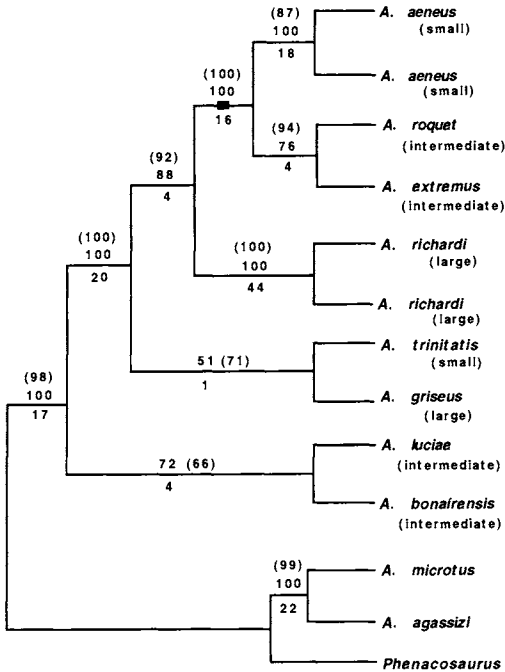 (87)
100
18
A. aeneus
(small)
A. aeneus
(small)
(100)
100
16
(94)
76
4
A. roquet
(intermediate)
A. extremus
(intermediate)
(92)
88
4
(100)
100
44
A. richardi
(large)
A. richardi
(large)
(100)
100
20
51 (71)
1
A. trinitatis
(small)
A. griseus
(large)
(98)
100
17
72 (66)
4
A. luciae
(intermediate)
A. bonairensis
(intermediate)
(99)
100
22
A. microtus
A. agassizi
Phenacosaurus